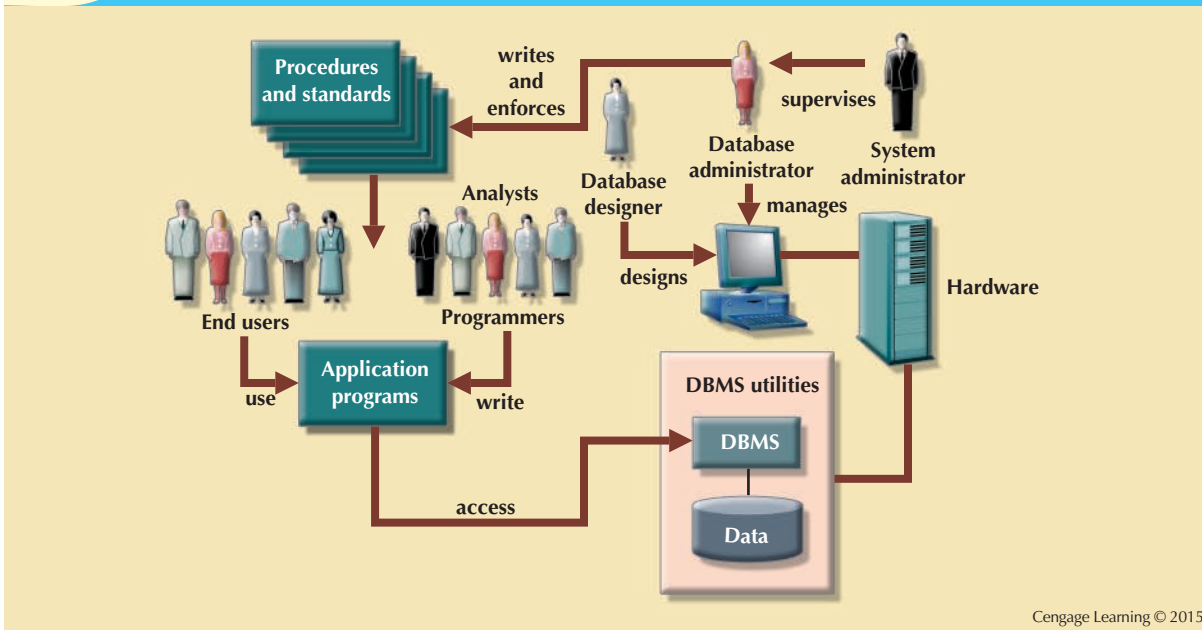 Procedures
and standards
writes
and
enforces
supervises
Database
designer
Database
administrator
System
administrator
manages
Analysts
designs
Hardware
End users
Programmers
use
Application
programs
write
DBMS utilities
DBMS
access
Data
Cengage Learning © 2015